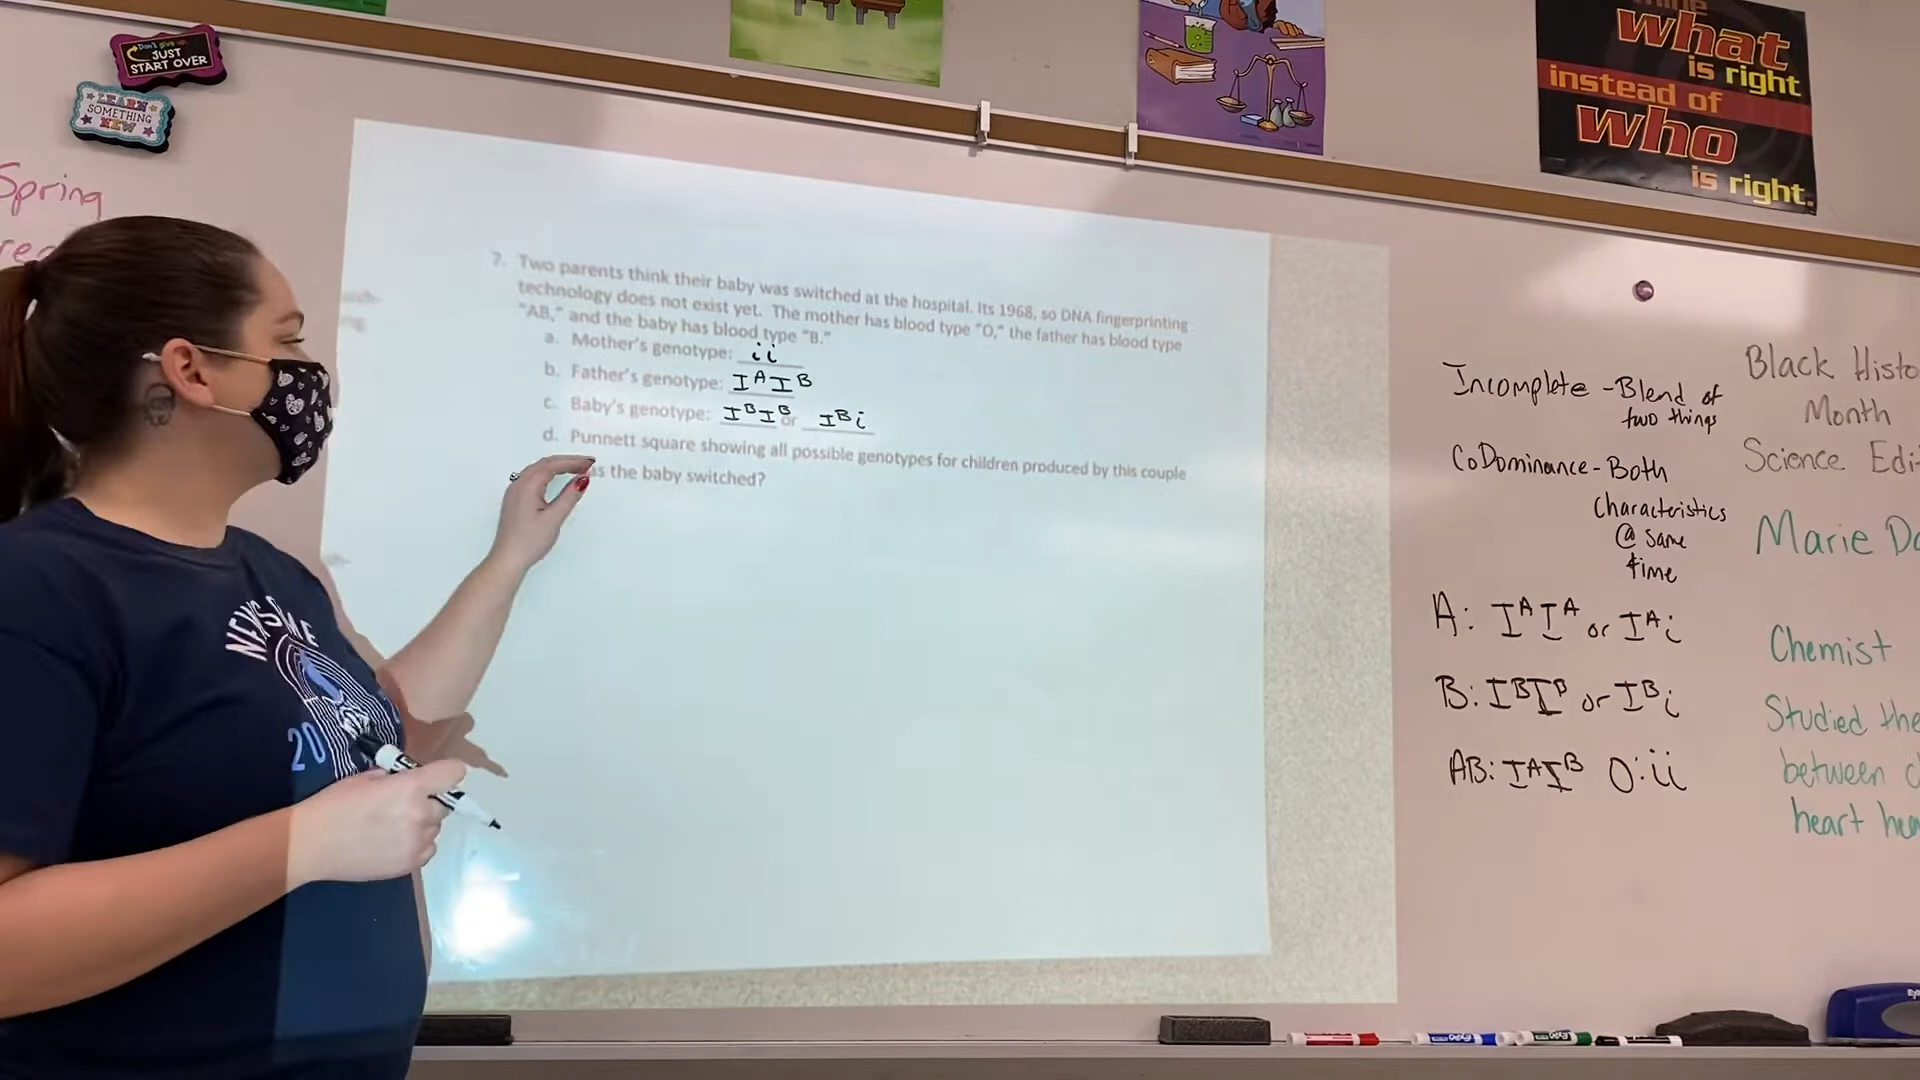 Don't give up.
JUST
START OVER
LEARN
SOMETHING
NEW
what
is right
instead of
who
is right.
Spring
7. Two parents think their baby was switched at the hospital. Its 1968, so DNA fingerprinting
technology does not exist yet. The mother has blood type "O," the father has blood type
"AB," and the baby has blood type "B."
a. Mother's genotype: ii
b. Father's genotype: IᴬIᴮ
c. Baby's genotype: IᴮIᴮ or Iᴮi
d. Punnett square showing all possible genotypes for children produced by this couple
the baby switched?
Incomplete - Blend of
two things
CoDominance - Both
Characteristics
@ Same
time
A: IᴬIᴬ or Iᴬi
B: IᴮIᴮ or Iᴮi
AB: IᴬIᴮ O: ii
Black Histo
Month
Science Edi
Marie Da
Chemist
Studied the
between c
heart hea
NEWSOME
20